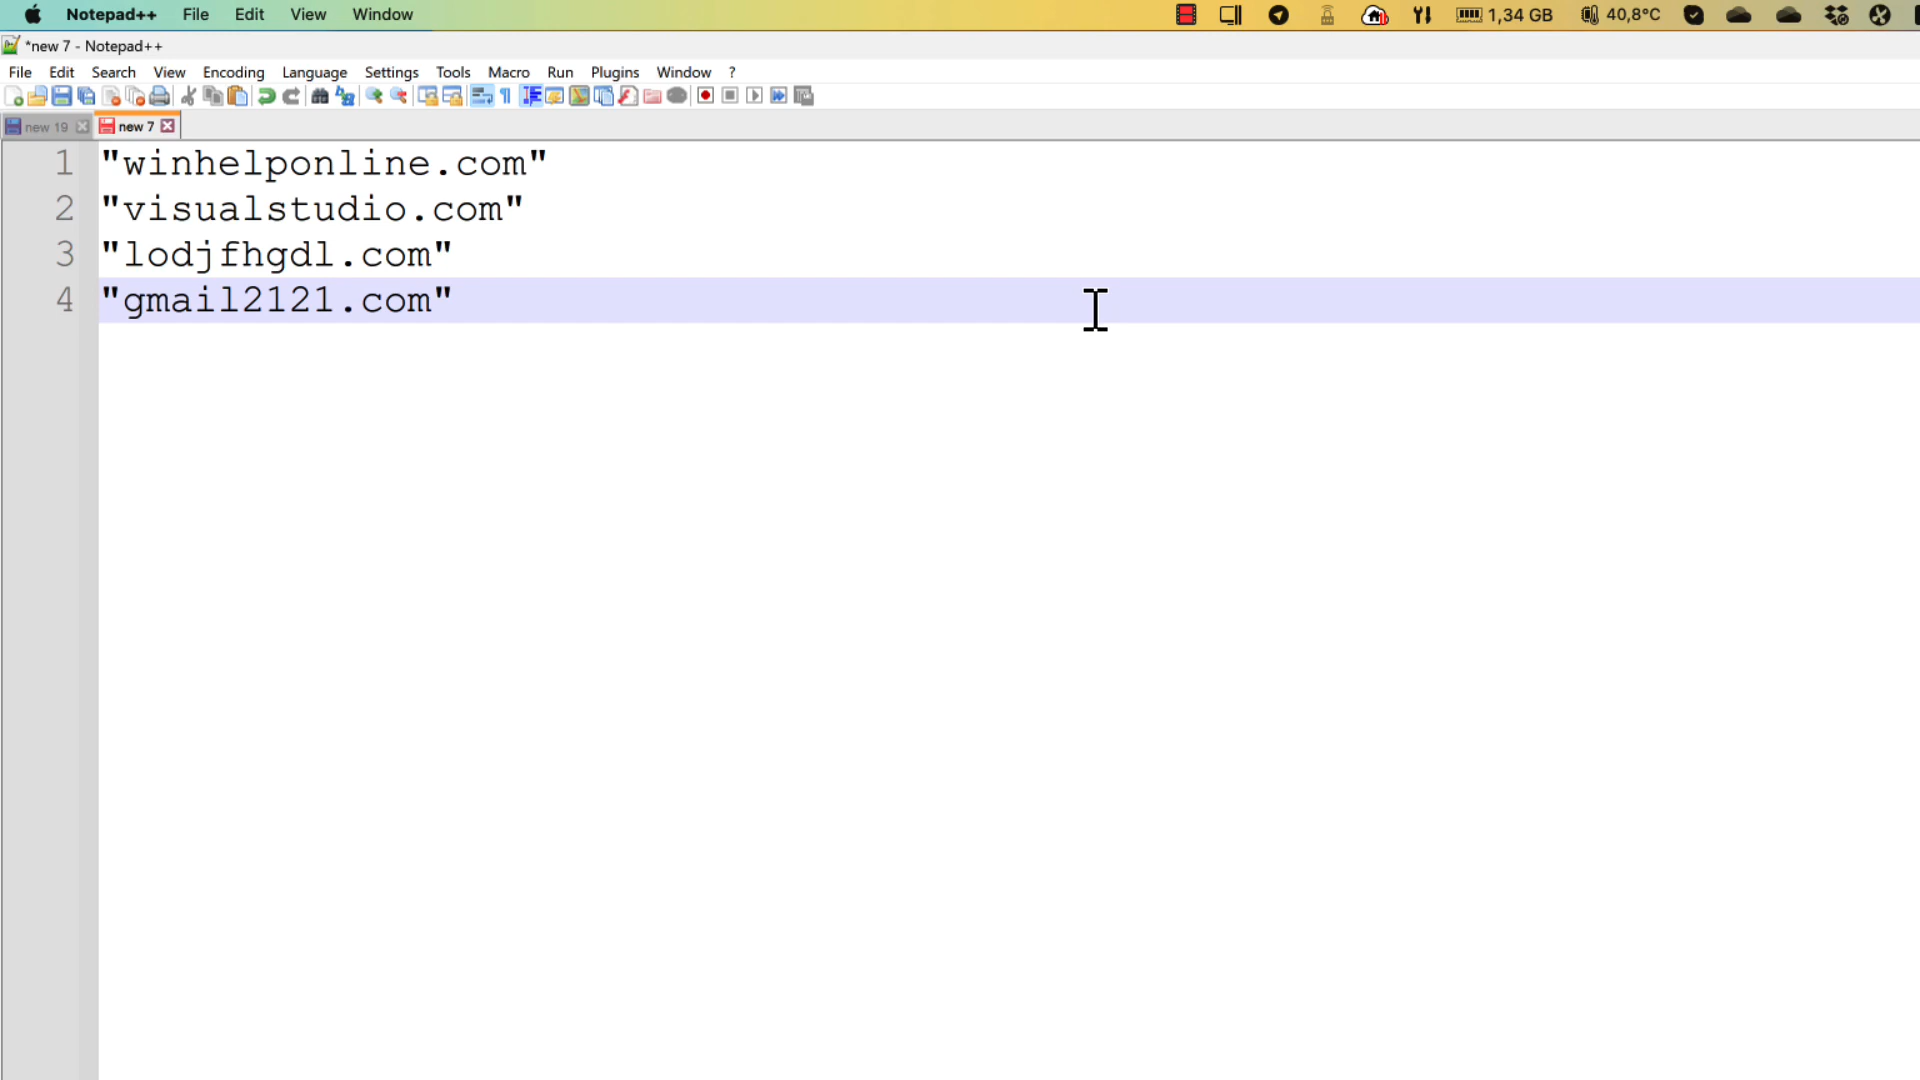 Notepad++ File Edit View Window 1,34 GB 40,8°C
*new 7 - Notepad++
File Edit Search View Encoding Language Settings Tools Macro Run Plugins Window ?
new 19 new 7
1 "winhelponline.com"
2 "visualstudio.com"
3 "lodjfhgdl.com"
4 "gmail2121.com"